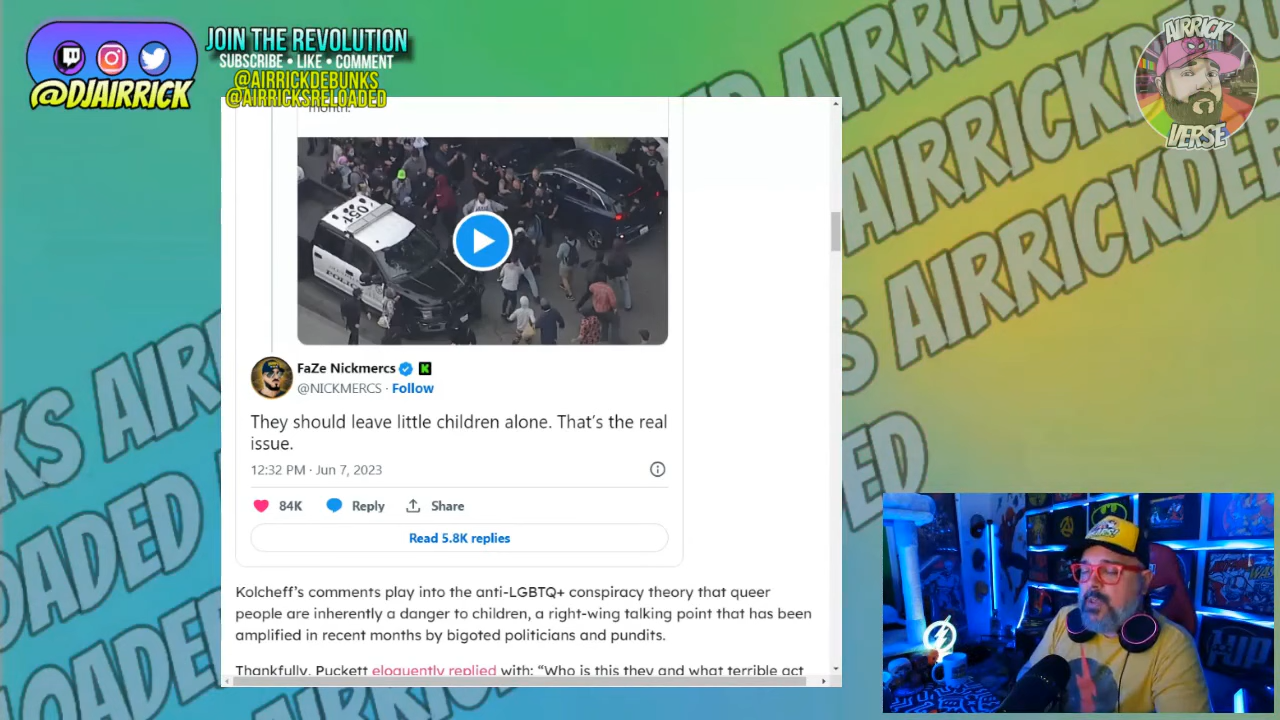 JOIN THE REVOLUTION
SUBSCRIBE • LIKE • COMMENT
@AIRRICKDEBUNKS
@AIRRICKSRELOADED
@DJAIRRICK
AIRRICK
VERSE
month.
FaZe Nickmercs
@NICKMERCS · Follow
They should leave little children alone. That's the real
issue.
12:32 PM · Jun 7, 2023
84K Reply Share
Read 5.8K replies
Kolcheff's comments play into the anti-LGBTQ+ conspiracy theory that queer
people are inherently a danger to children, a right-wing talking point that has been
amplified in recent months by bigoted politicians and pundits.
Thankfully, Puckett eloquently replied with: "Who is this they and what terrible act